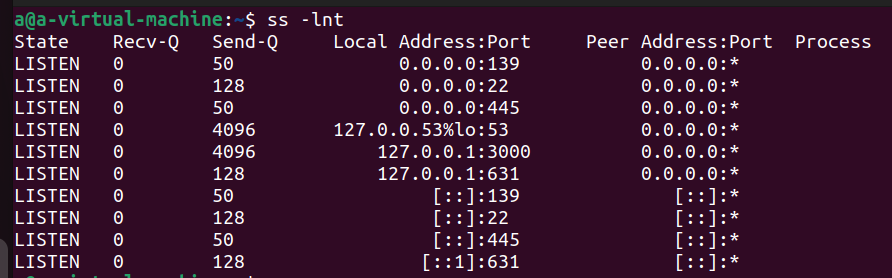 a@a-virtual-machine:~$ ss -lnt
State Recv-Q Send-Q Local Address:Port Peer Address:Port Process
LISTEN 0 50 0.0.0.0:139 0.0.0.0:*
LISTEN 0 128 0.0.0.0:22 0.0.0.0:*
LISTEN 0 50 0.0.0.0:445 0.0.0.0:*
LISTEN 0 4096 127.0.0.53%lo:53 0.0.0.0:*
LISTEN 0 4096 127.0.0.1:3000 0.0.0.0:*
LISTEN 0 128 127.0.0.1:631 0.0.0.0:*
LISTEN 0 50 [::]:139 [::]:*
LISTEN 0 128 [::]:22 [::]:*
LISTEN 0 50 [::]:445 [::]:*
LISTEN 0 128 [::1]:631 [::]:*